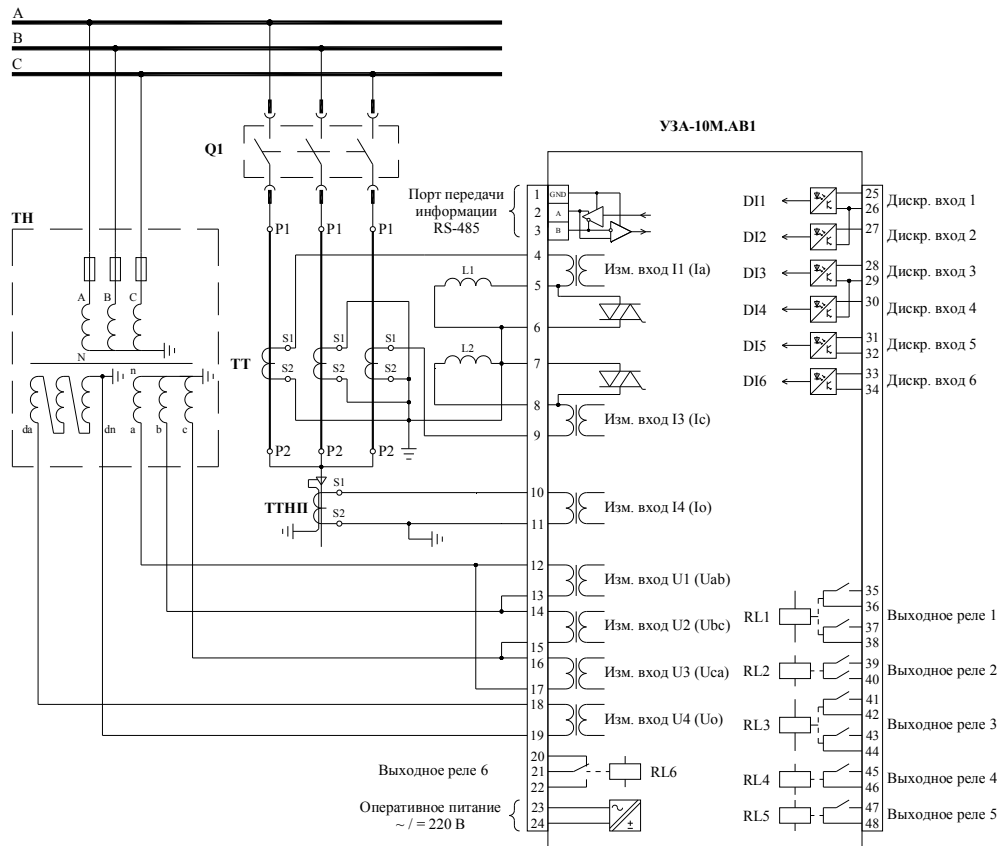 A
B
C
УЗА-10М.АВ1
Q1
Порт передачи
информации
RS-485
1 GND
2 A
3 B
DI1
25
26
Дискр. вход 1
DI2
27
Дискр. вход 2
DI3
28
29
Дискр. вход 3
DI4
30
Дискр. вход 4
DI5
31
32
Дискр. вход 5
DI6
33
34
Дискр. вход 6
ТН
A B C
N
n
da dn a b c
P1 P1 P1
ТТ
S1 S1 S1
S2 S2 S2
P2 P2 P2
L1
L2
4
Изм. вход I1 (Ia)
5
6
7
8
Изм. вход I3 (Ic)
9
ТТНП
S1
S2
10
Изм. вход I4 (Io)
11
12
Изм. вход U1 (Uab)
13
14
Изм. вход U2 (Ubc)
15
16
Изм. вход U3 (Uca)
17
18
Изм. вход U4 (Uo)
19
Выходное реле 6
20
21
22
RL6
Оперативное питание
~ / = 220 В
23
24
~
±
RL1
35
36
37
38
Выходное реле 1
RL2
39
40
Выходное реле 2
RL3
41
42
43
44
Выходное реле 3
RL4
45
46
Выходное реле 4
RL5
47
48
Выходное реле 5